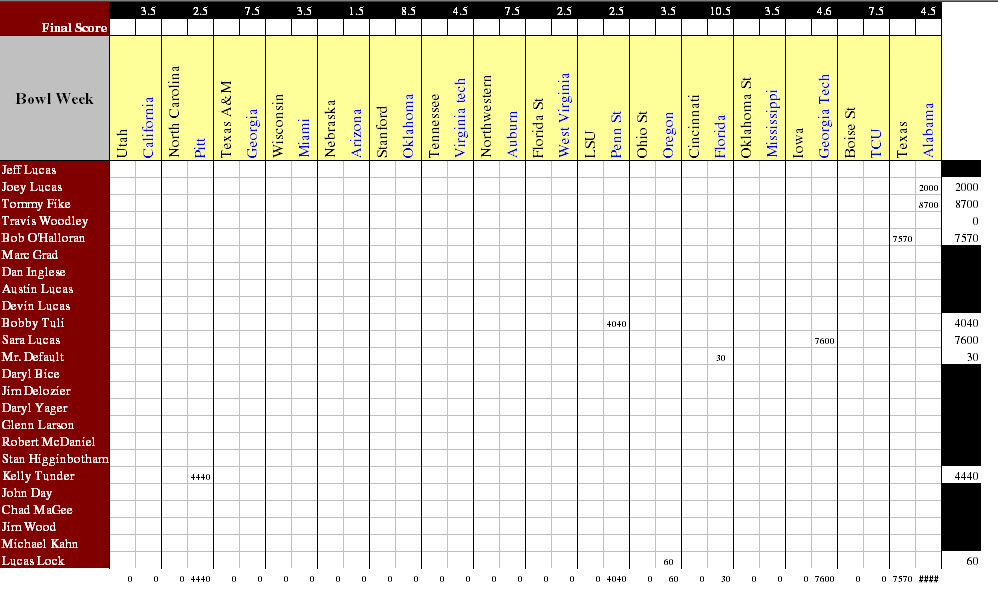 3.5 2.5 7.5 3.5 1.5 8.5 4.5 7.5 2.5 2.5 3.5 10.5 3.5 4.6 7.5 4.5
Final Score
Bowl Week Utah California North Carolina Pitt Texas A&M Georgia Wisconsin Miami Nebraska Arizona Stanford Oklahoma Tennessee Virginia tech Northwestern Auburn Florida St West Virginia LSU Penn St Ohio St Oregon Cincinnati Florida Oklahoma St Mississippi Iowa Georgia Tech Boise St TCU Texas Alabama
Jeff Lucas
Joey Lucas 2000 2000
Tommy Fike 8700 8700
Travis Woodley 0
Bob O'Halloran 7570 7570
Marc Grad
Dan Inglese
Austin Lucas
Devin Lucas
Bobby Tuli 4040 4040
Sara Lucas 7600 7600
Mr. Default 30 30
Daryl Bice
Jim Delozier
Daryl Yager
Glenn Larson
Robert McDaniel
Stan Higginbotham
Kelly Tunder 4440 4440
John Day
Chad MaGee
Jim Wood
Michael Kahn
Lucas Lock 60 60
0 0 0 4440 0 0 0 0 0 0 0 0 0 0 0 0 0 0 0 4040 0 60 0 30 0 0 0 7600 0 0 7570 ####